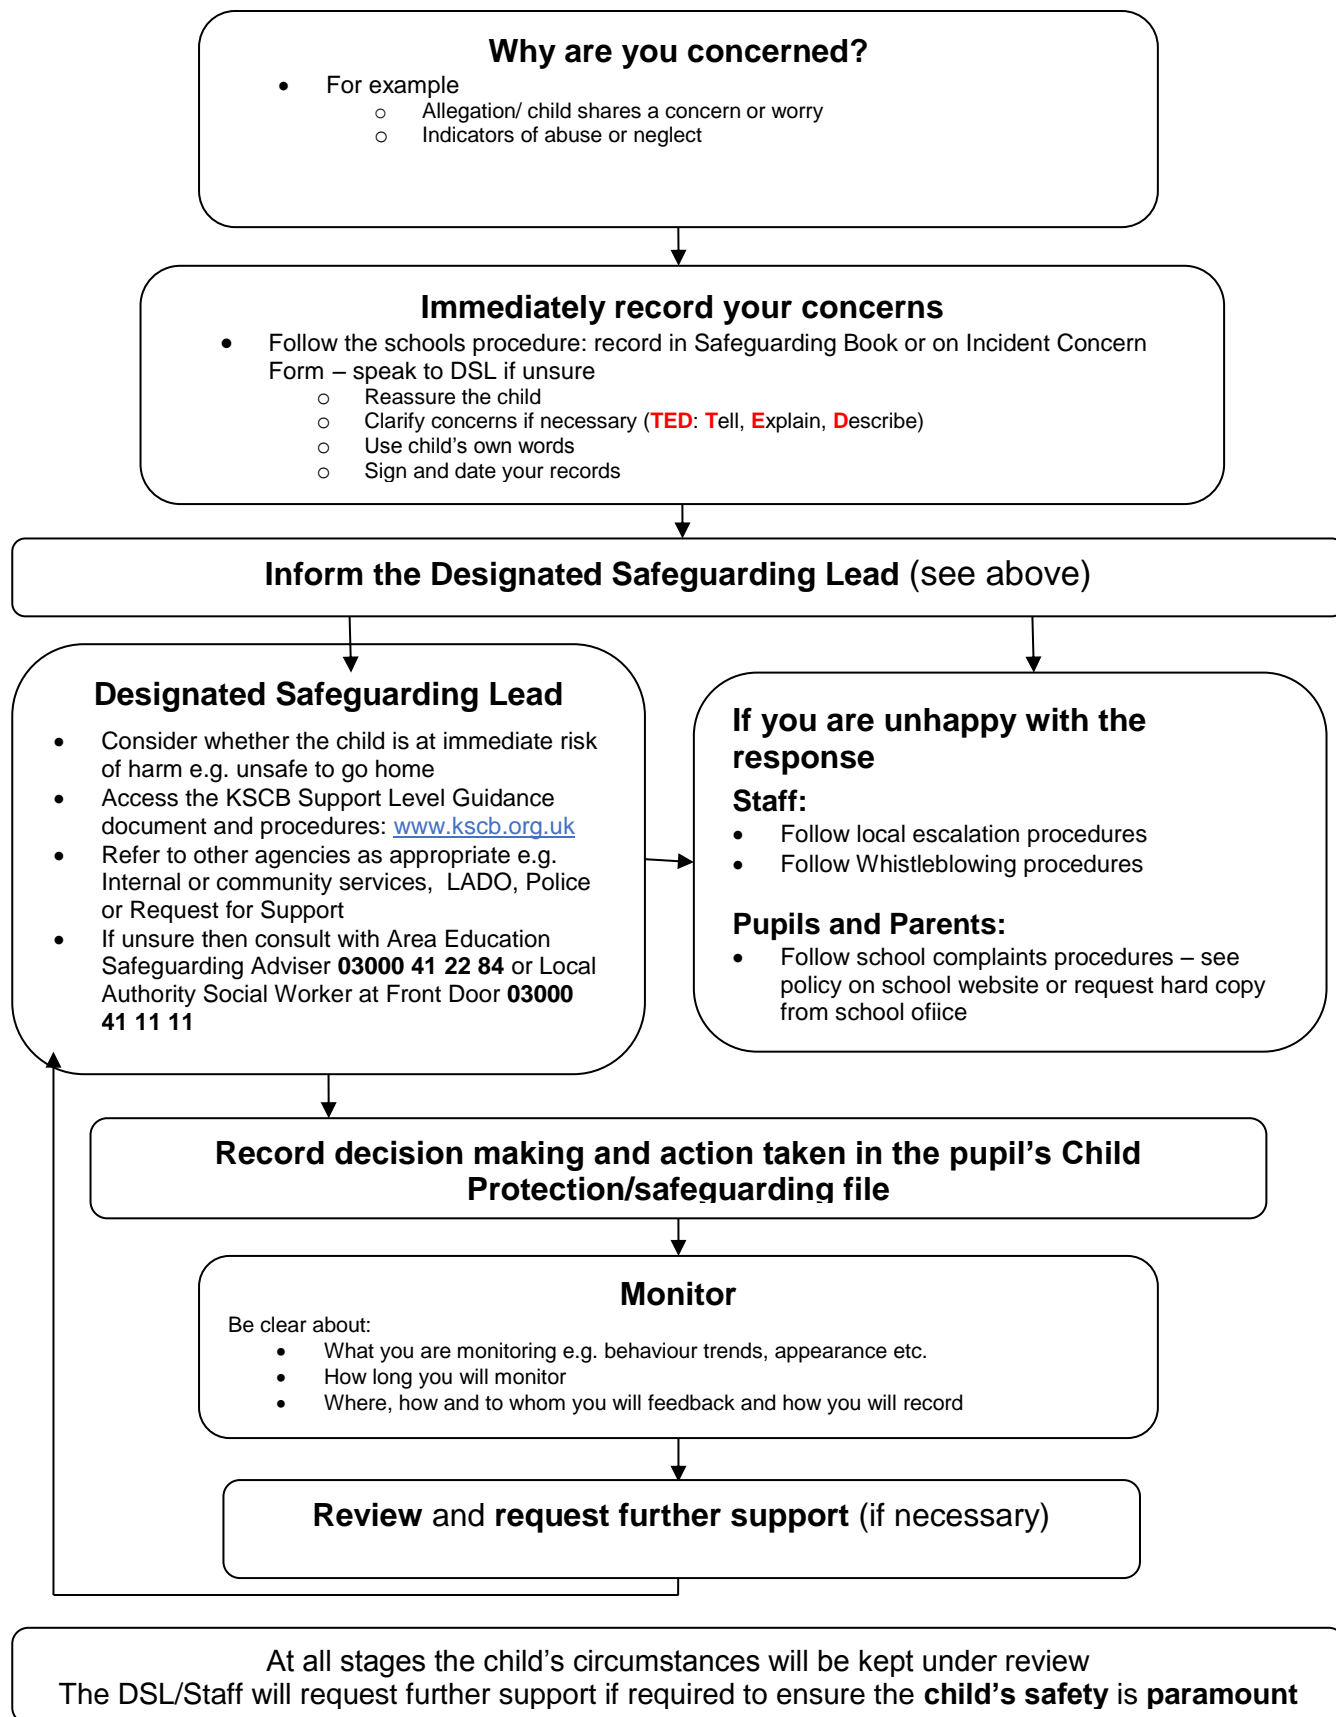 Why are you concerned?
• For example
o Allegation/ child shares a concern or worry
o Indicators of abuse or neglect
Immediately record your concerns
• Follow the schools procedure: record in Safeguarding Book or on Incident Concern
Form – speak to DSL if unsure
o Reassure the child
o Clarify concerns if necessary (TED: Tell, Explain, Describe)
o Use child’s own words
o Sign and date your records
Inform the Designated Safeguarding Lead (see above)
Designated Safeguarding Lead
• Consider whether the child is at immediate risk
of harm e.g. unsafe to go home
• Access the KSCB Support Level Guidance
document and procedures: www.kscb.org.uk
• Refer to other agencies as appropriate e.g.
Internal or community services, LADO, Police
or Request for Support
• If unsure then consult with Area Education
Safeguarding Adviser 03000 41 22 84 or Local
Authority Social Worker at Front Door 03000
41 11 11
If you are unhappy with the
response
Staff:
• Follow local escalation procedures
• Follow Whistleblowing procedures
Pupils and Parents:
• Follow school complaints procedures – see
policy on school website or request hard copy
from school ofiice
Record decision making and action taken in the pupil’s Child
Protection/safeguarding file
Monitor
Be clear about:
• What you are monitoring e.g. behaviour trends, appearance etc.
• How long you will monitor
• Where, how and to whom you will feedback and how you will record
Review and request further support (if necessary)
At all stages the child’s circumstances will be kept under review
The DSL/Staff will request further support if required to ensure the child’s safety is paramount